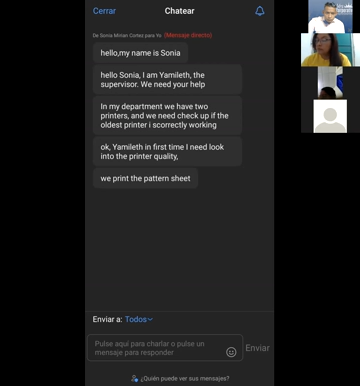 Cerrar
Chatear
De Sonia Mirian Cortez para Yo (Mensaje directo)
hello,my name is Sonia
hello Sonia, I am Yamileth, the
supervisor. We need your help
In my department we have two
printers, and we need check up if the
oldest printer i scorrectly working
ok, Yamileth in first time I need look
into the printer quality,
we print the pattern sheet
Enviar a: Todos
Pulse aquí para charlar o pulse un
mensaje para responder
Enviar
¿Quién puede ver sus mensajes?